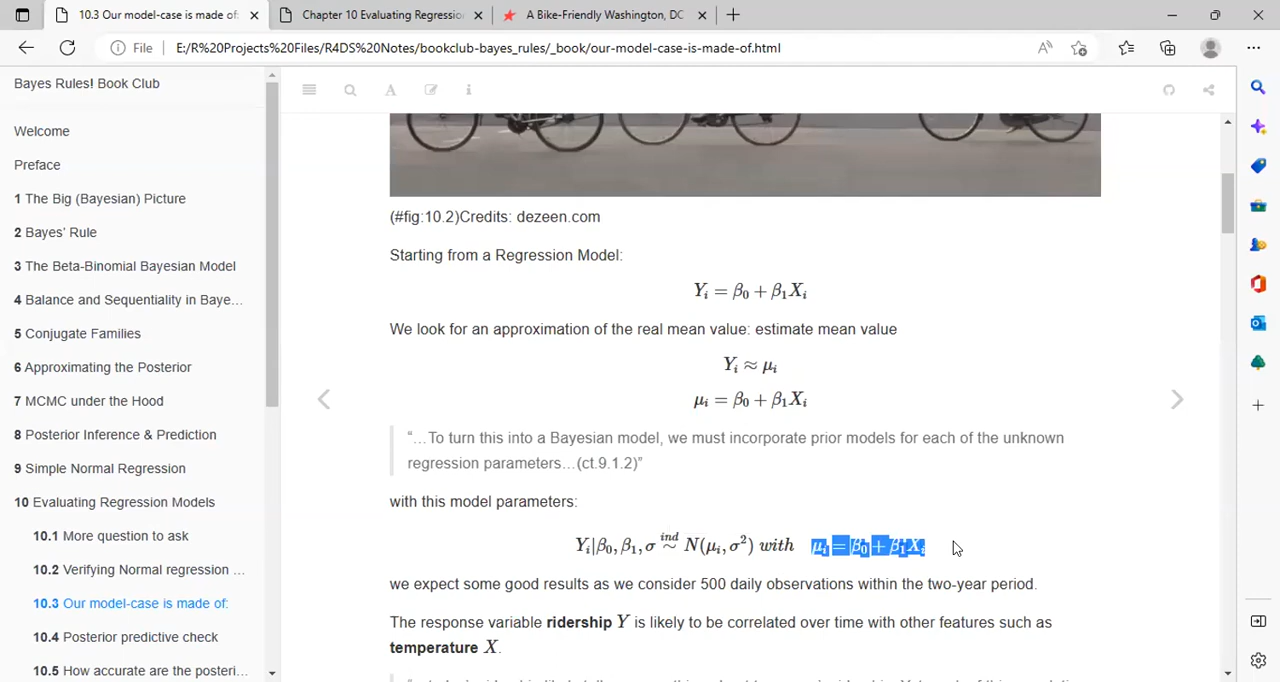 10.3 Our model-case is made of:
Chapter 10 Evaluating Regressio
A Bike-Friendly Washington, DC
File
E:/R%20Projects%20Files/R4DS%20Notes/bookclub-bayes_rules/_book/our-model-case-is-made-of.html
Bayes Rules! Book Club
Welcome
Preface
1 The Big (Bayesian) Picture
2 Bayes' Rule
3 The Beta-Binomial Bayesian Model
4 Balance and Sequentiality in Baye…
5 Conjugate Families
6 Approximating the Posterior
7 MCMC under the Hood
8 Posterior Inference & Prediction
9 Simple Normal Regression
10 Evaluating Regression Models
10.1 More question to ask
10.2 Verifying Normal regression …
10.3 Our model-case is made of:
10.4 Posterior predictive check
10.5 How accurate are the posteri…
(#fig:10.2)Credits: dezeen.com
Starting from a Regression Model:
Yᵢ = β₀ + β₁Xᵢ
We look for an approximation of the real mean value: estimate mean value
Yᵢ ≈ μᵢ
μᵢ = β₀ + β₁Xᵢ
"…To turn this into a Bayesian model, we must incorporate prior models for each of the unknown
regression parameters…(ct.9.1.2)"
with this model parameters:
Yᵢ|β₀, β₁, σ ind ~ N(μᵢ, σ²) with μᵢ = β₀ + β₁Xᵢ
we expect some good results as we consider 500 daily observations within the two-year period.
The response variable ridership Y is likely to be correlated over time with other features such as
temperature X.